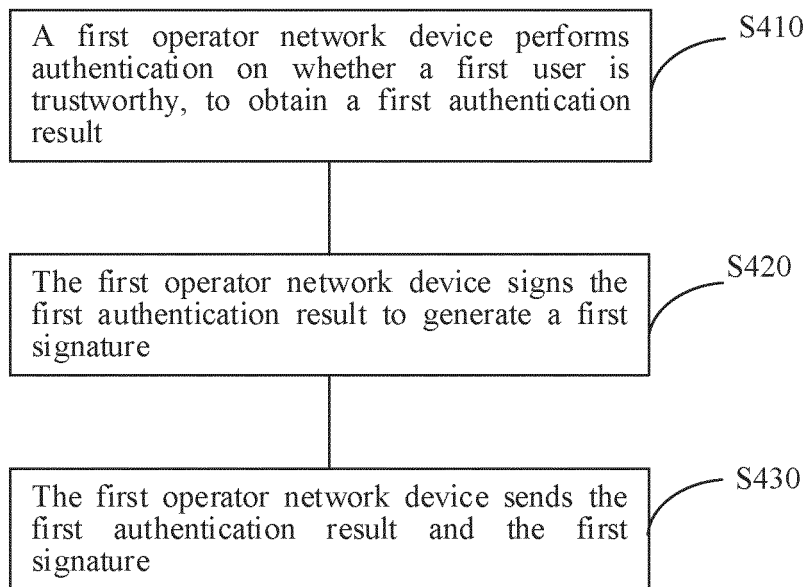 A first operator network device performs
authentication on whether a first user is
trustworthy, to obtain a first authentication
result
S410
The first operator network device signs the
first authentication result to generate a first
signature
S420
The first operator network device sends the
first authentication result and the first
signature
S430